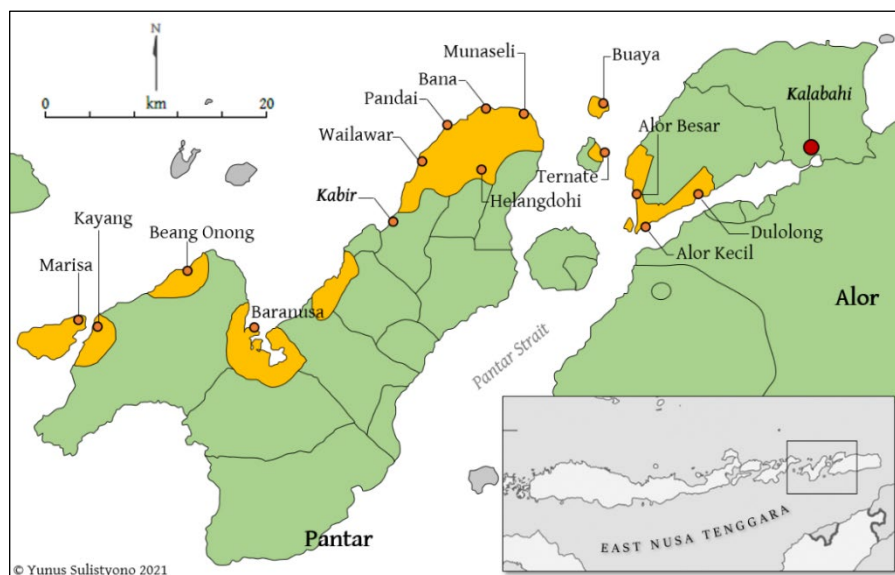 N
0
20
km
Munaseli
Bana
Pandai
Wailawar
Kabir
Buaya
Alor Besar
Kalabahi
Ternate
Helangdohi
Dulolong
Alor Kecil
Kayang
Beang Onong
Marisa
Baranusa
Alor
Pantar Strait
Pantar
EAST NUSA TENGGARA
© Yunus Sulistyono 2021